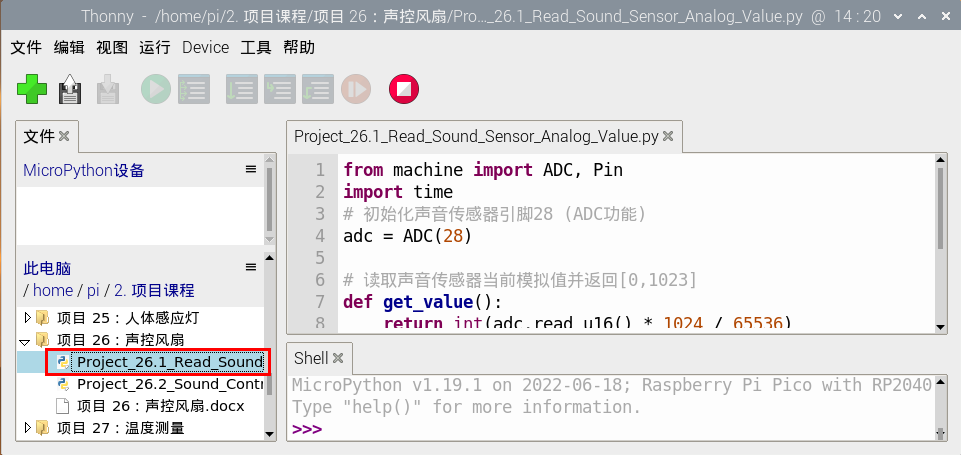 Thonny - /home/pi/2. 项目课程/项目 26：声控风扇/Pro..._26.1_Read_Sound_Sensor_Analog_Value.py @ 14 : 20
文件 编辑 视图 运行 Device 工具 帮助
文件
MicroPython设备
此电脑
/ home / pi / 2. 项目课程
项目 25：人体感应灯
项目 26：声控风扇
Project_26.1_Read_Sound
Project_26.2_Sound_Conti
项目 26：声控风扇.docx
项目 27：温度测量
Project_26.1_Read_Sound_Sensor_Analog_Value.py
1 from machine import ADC, Pin
2 import time
3 # 初始化声音传感器引脚28 (ADC功能)
4 adc = ADC(28)
5
6 # 读取声音传感器当前模拟值并返回[0,1023]
7 def get_value():
8 return int(adc.read_u16() * 1024 / 65536)
Shell
MicroPython v1.19.1 on 2022-06-18; Raspberry Pi Pico with RP2040
Type "help()" for more information.
>>>